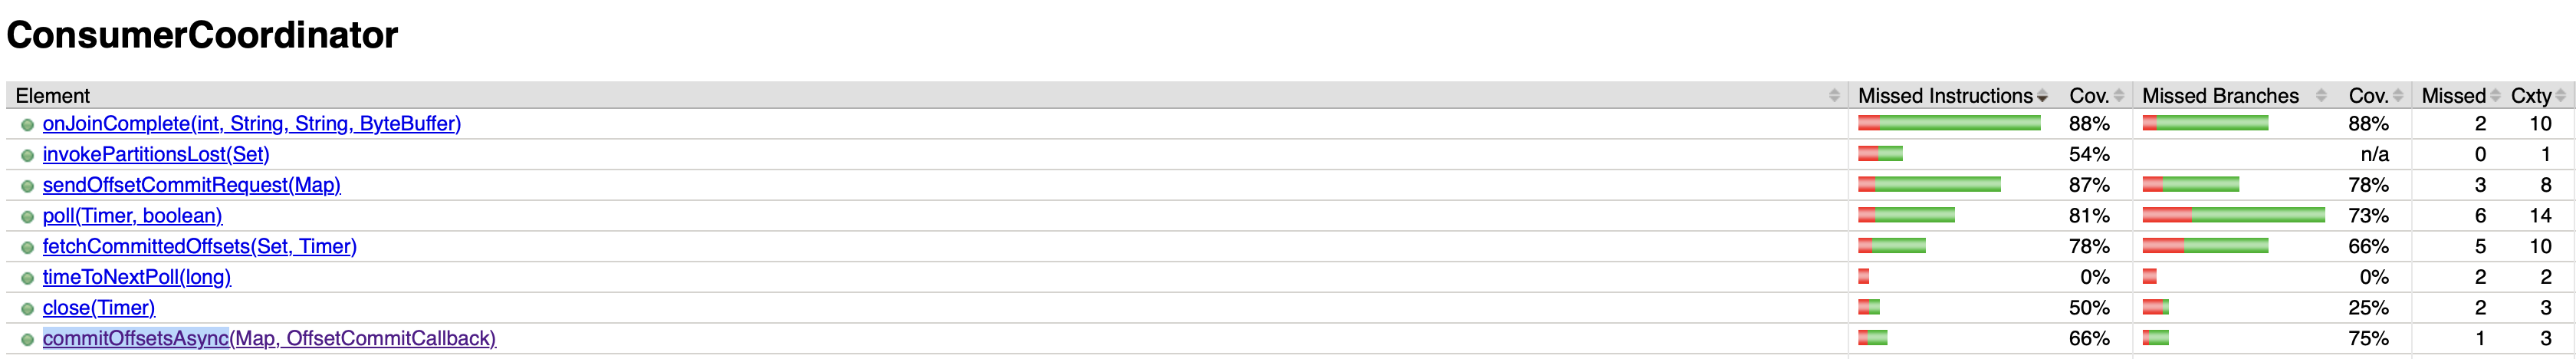 ConsumerCoordinator
Element Missed Instructions Cov. Missed Branches Cov. Missed Cxty
onJoinComplete(int, String, String, ByteBuffer) 88% 88% 2 10
invokePartitionsLost(Set) 54% n/a 0 1
sendOffsetCommitRequest(Map) 87% 78% 3 8
poll(Timer, boolean) 81% 73% 6 14
fetchCommittedOffsets(Set, Timer) 78% 66% 5 10
timeToNextPoll(long) 0% 0% 2 2
close(Timer) 50% 25% 2 3
commitOffsetsAsync(Map, OffsetCommitCallback) 66% 75% 1 3